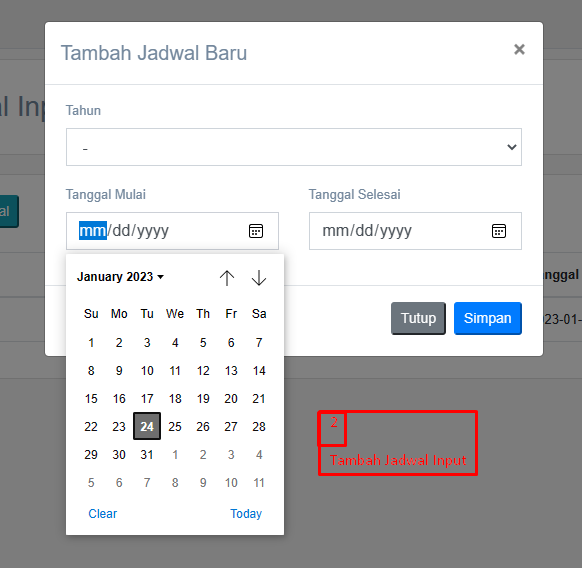 Tambah Jadwal Baru
×
l Inp
Tahun
-
Tanggal Mulai Tanggal Selesai
al
mm/dd/yyyy mm/dd/yyyy
January 2023
nggal
Su Mo Tu We Th Fr Sa
Tutup Simpan
23-01-
1 2 3 4 5 6 7
8 9 10 11 12 13 14
15 16 17 18 19 20 21
22 23 24 25 26 27 28
29 30 31 1 2 3 4
5 6 7 8 9 10 11
Clear Today
2
Tambah Jadwal Input